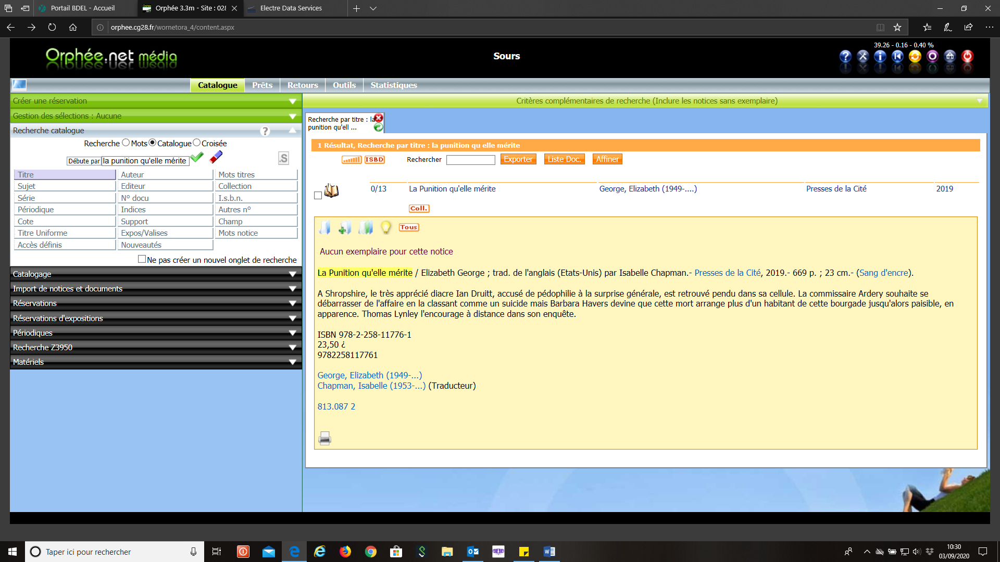 Portail BDEL - Accueil
Orphée 3.3m - Site : 028
Electre Data Services
orphee.cg28.fr/wornetora_4/content.aspx
Orphée.net média
Sours
39.26 - 0.16 - 0.40 %
Catalogue Prêts Retours Outils Statistiques
Créer une réservation
Gestion des sélections : Aucune
Recherche catalogue
?
Recherche Mots Catalogue Croisée
Débute par la punition qu'elle mérite .S
Titre Auteur Mots titres
Sujet Editeur Collection
Série N° docu I.s.b.n.
Périodique Indices Autres n°
Cote Support Champ
Titre Uniforme Expos/Valises Mots notice
Accès définis Nouveautés
Ne pas créer un nouvel onglet de recherche
Catalogage
Import de notices et documents
Réservations
Réservations d'expositions
Périodiques
Recherche Z3950
Matériels
Critères complémentaires de recherche (Inclure les notices sans exemplaire)
Recherche par titre : la
punition qu'ell ...
1 Résultat, Recherche par titre : la punition qu elle mérite
ISBD Rechercher Exporter Liste Doc. Affiner
0/13 La Punition qu'elle mérite George, Elizabeth (1949-....) Presses de la Cité 2019
Coll.
Tous
Aucun exemplaire pour cette notice
La Punition qu'elle mérite / Elizabeth George ; trad. de l'anglais (Etats-Unis) par Isabelle Chapman.- Presses de la Cité, 2019.- 669 p. ; 23 cm.- (Sang d'encre).
A Shropshire, le très apprécié diacre Ian Druitt, accusé de pédophilie à la surprise générale, est retrouvé pendu dans sa cellule. La commissaire Ardery souhaite se
débarrasser de l'affaire en la classant comme un suicide mais Barbara Havers devine que cette mort arrange plus d'un habitant de cette bourgade jusqu'alors paisible, en
apparence. Thomas Lynley l'encourage à distance dans son enquête.
ISBN 978-2-258-11776-1
23,50 ¿
9782258117761
George, Elizabeth (1949-...)
Chapman, Isabelle (1953-...) (Traducteur)
813.087 2
Taper ici pour rechercher
10:30
03/09/2020